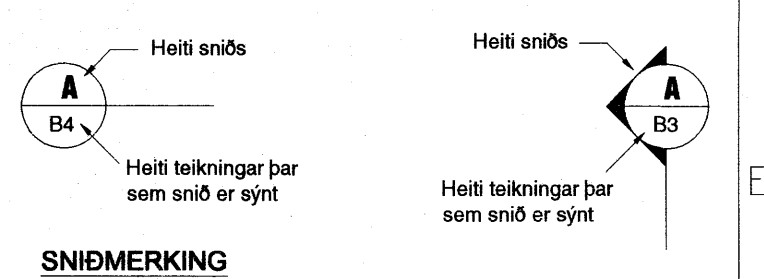 Heiti sniðs
A
B4
Heiti teikningar þar
sem snið er sýnt
Heiti sniðs
A
B3
Heiti teikningar þar
sem snið er sýnt
E
SNIÐMERKING